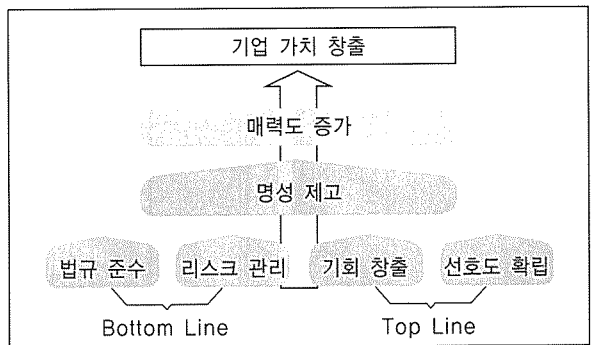 기업 가치 창출
매력도 증가
명성 제고
법규 준수 리스크 관리 기회 창출 선호도 확립
Bottom Line Top Line